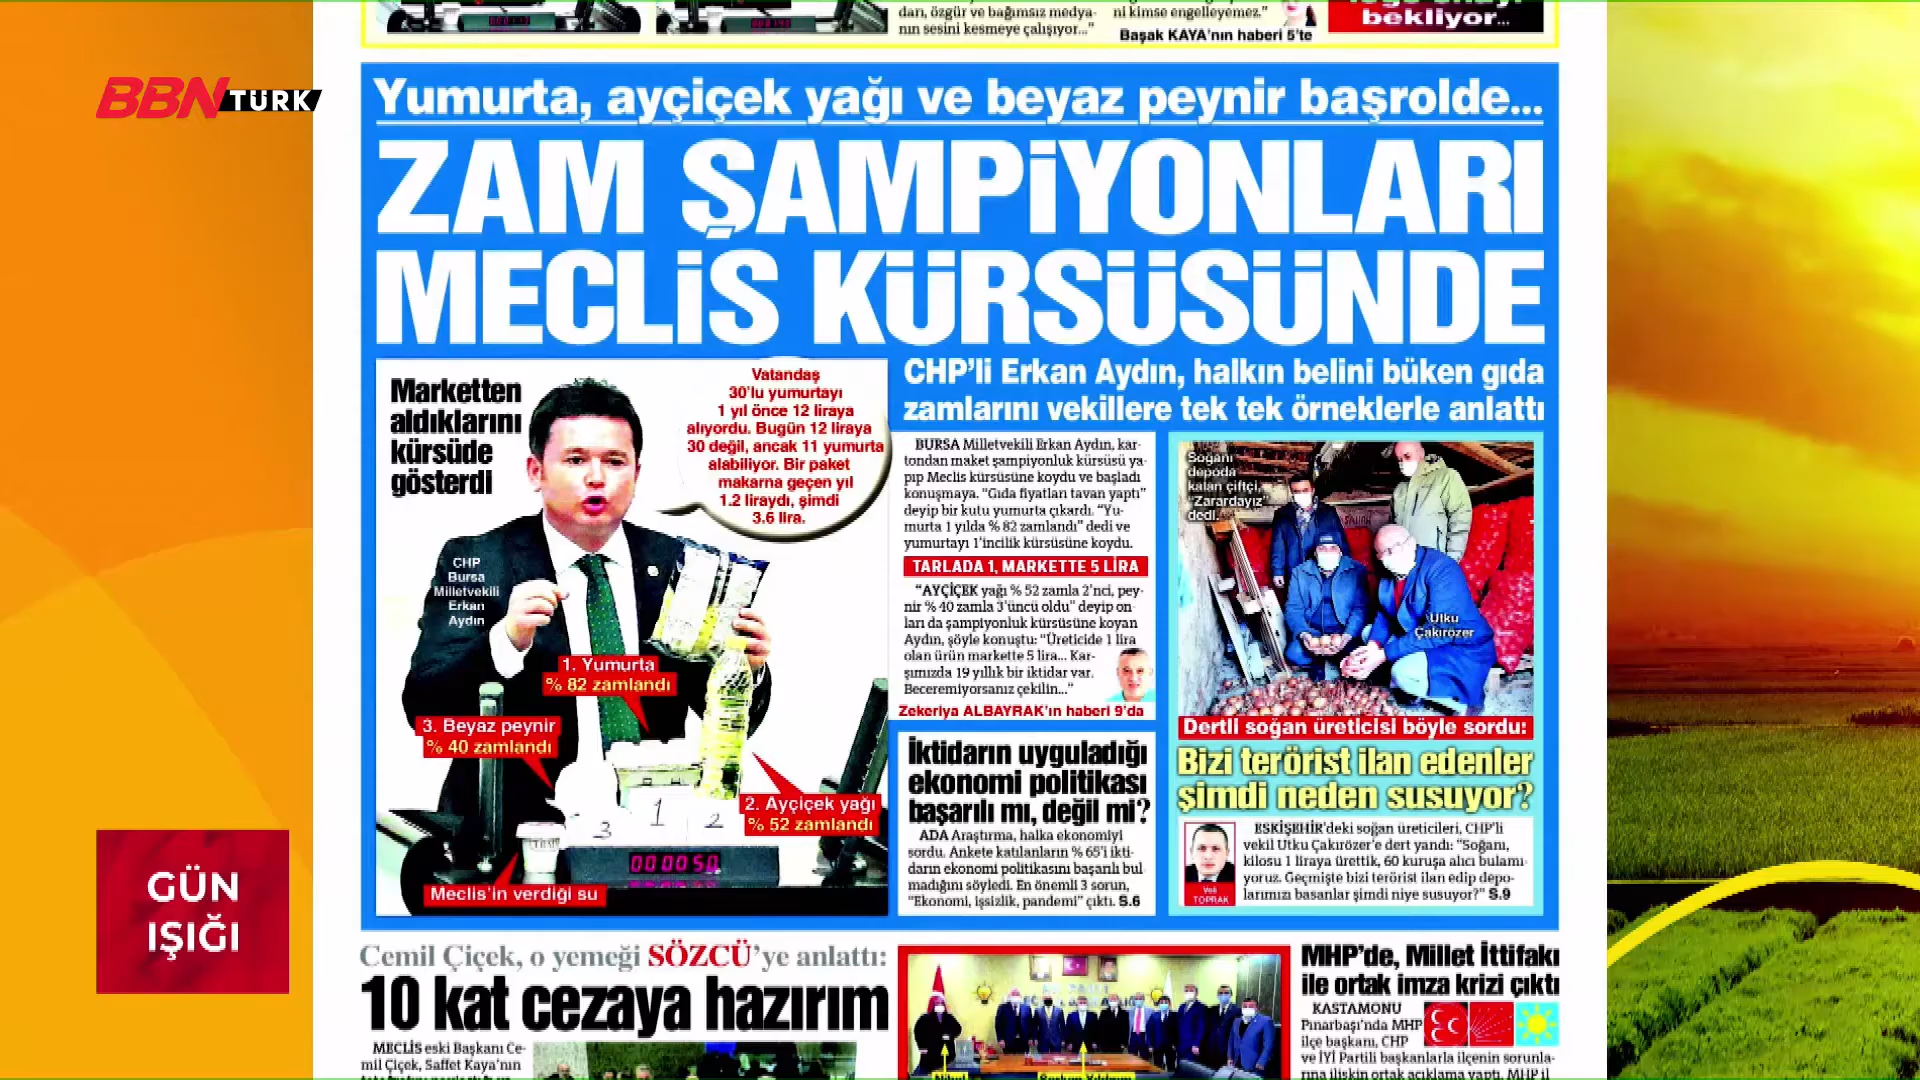 dan, özgür ve bağımsız medya-
nın sesini kesmeye çalışıyor..."
ni kimse engelleyemez."
Başak KAYA'nın haberi 5'te
bekliyor...
BBN TÜRK
Yumurta, ayçiçek yağı ve beyaz peynir başrolde...
ZAM ŞAMPİYONLARI
MECLİS KÜRSÜSÜNDE
Marketten
aldıklarını
kürsüde
gösterdi
Vatandaş
30'lu yumurtayı
1 yıl önce 12 liraya
alıyordu. Bugün 12 liraya
30 değil, ancak 11 yumurta
alabiliyor. Bir paket
makarna geçen yıl
1.2 liraydı, şimdi
3.6 lira.
CHP
Bursa
Milletvekili
Erkan
Aydın
1. Yumurta
% 82 zamlandı
3. Beyaz peynir
% 40 zamlandı
2. Ayçiçek yağı
% 52 zamlandı
3 1 2
000050
Meclis'in verdiği su
CHP'li Erkan Aydın, halkın belini büken gıda
zamlarını vekillere tek tek örneklerle anlattı
BURSA Milletvekili Erkan Aydın, kar-
tondan maket şampiyonluk kürsüsü ya-
pıp Meclis kürsüsüne koydu ve başladı
konuşmaya. "Gıda fiyatları tavan yaptı"
deyip bir kutu yumurta çıkardı. "Yu-
murta 1 yılda % 82 zamlandı" dedi ve
yumurtayı 1'incilik kürsüsüne koydu.
TARLADA 1, MARKETTE 5 LİRA
"AYÇİÇEK yağı % 52 zamla 2'nci, pey-
nir % 40 zamla 3'üncü oldu" deyip on-
ları da şampiyonluk kürsüsüne koyan
Aydın, şöyle konuştu: "Üreticide 1 lira
olan ürün markette 5 lira... Kar-
şımızda 19 yıllık bir iktidar var.
Beceremiyorsanız çekilin..."
Zekeriya ALBAYRAK'ın haberi 9'da
İktidarın uyguladığı
ekonomi politikası
başarılı mı, değil mi?
ADA Araştırma, halka ekonomiyi
sordu. Ankete katılanların % 65'i ikti-
darın ekonomi politikasını başarılı bul
madığını söyledi. En önemli 3 sorun,
"Ekonomi, işsizlik, pandemi" çıktı. S.6
Soğanı
depoda
kalan çiftçi,
"Zarardayız"
dedi.
Utku
Çakırözer
Dertli soğan üreticisi böyle sordu:
Bizi terörist ilan edenler
şimdi neden susuyor?
Veli
TOPRAK
ESKİŞEHİR'deki soğan üreticileri, CHP'li
vekil Utku Çakırözer'e dert yandı: "Soğanı,
kilosu 1 liraya ürettik, 60 kuruşa alıcı bulamı-
yoruz. Geçmişte bizi terörist ilan edip depo-
larımızı basanlar şimdi niye susuyor?" S.9
GÜN
IŞIĞI
Cemil Çiçek, o yemeği SÖZCÜ'ye anlattı:
10 kat cezaya hazırım
MECLİS eski Başkanı Ce-
mil Çiçek, Saffet Kaya'nın
MHP'de, Millet İttifakı
ile ortak imza krizi çıktı
KASTAMONU
Pınarbaşı'nda MHP
ilçe başkanı, CHP
ve İYİ Partili başkanlarla ilçenin sorunla-
rına ilişkin ortak açıklama yaptı. MHP il